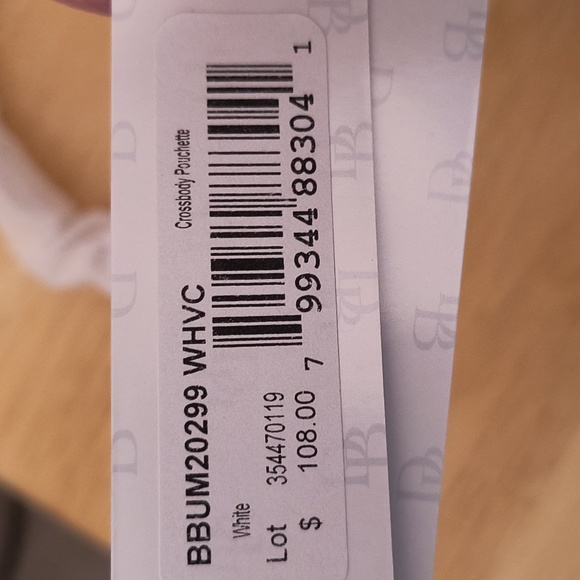 BBUM20299 WHVC
White
Crossbody Pouchette
Lot 354470119
$ 108.00
7 99344 88304 1